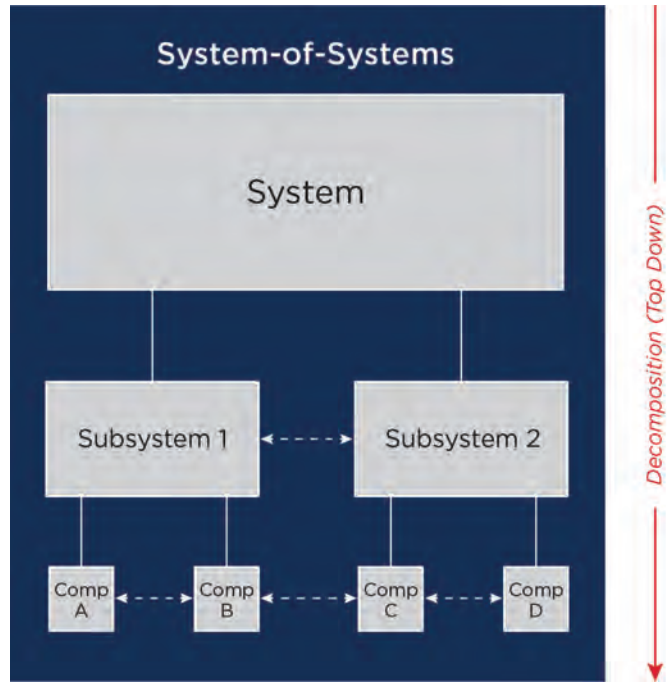 System-of-Systems
System
Subsystem 1
Subsystem 2
Comp
A
Comp
B
Comp
C
Comp
D
Decomposition (Top Down)